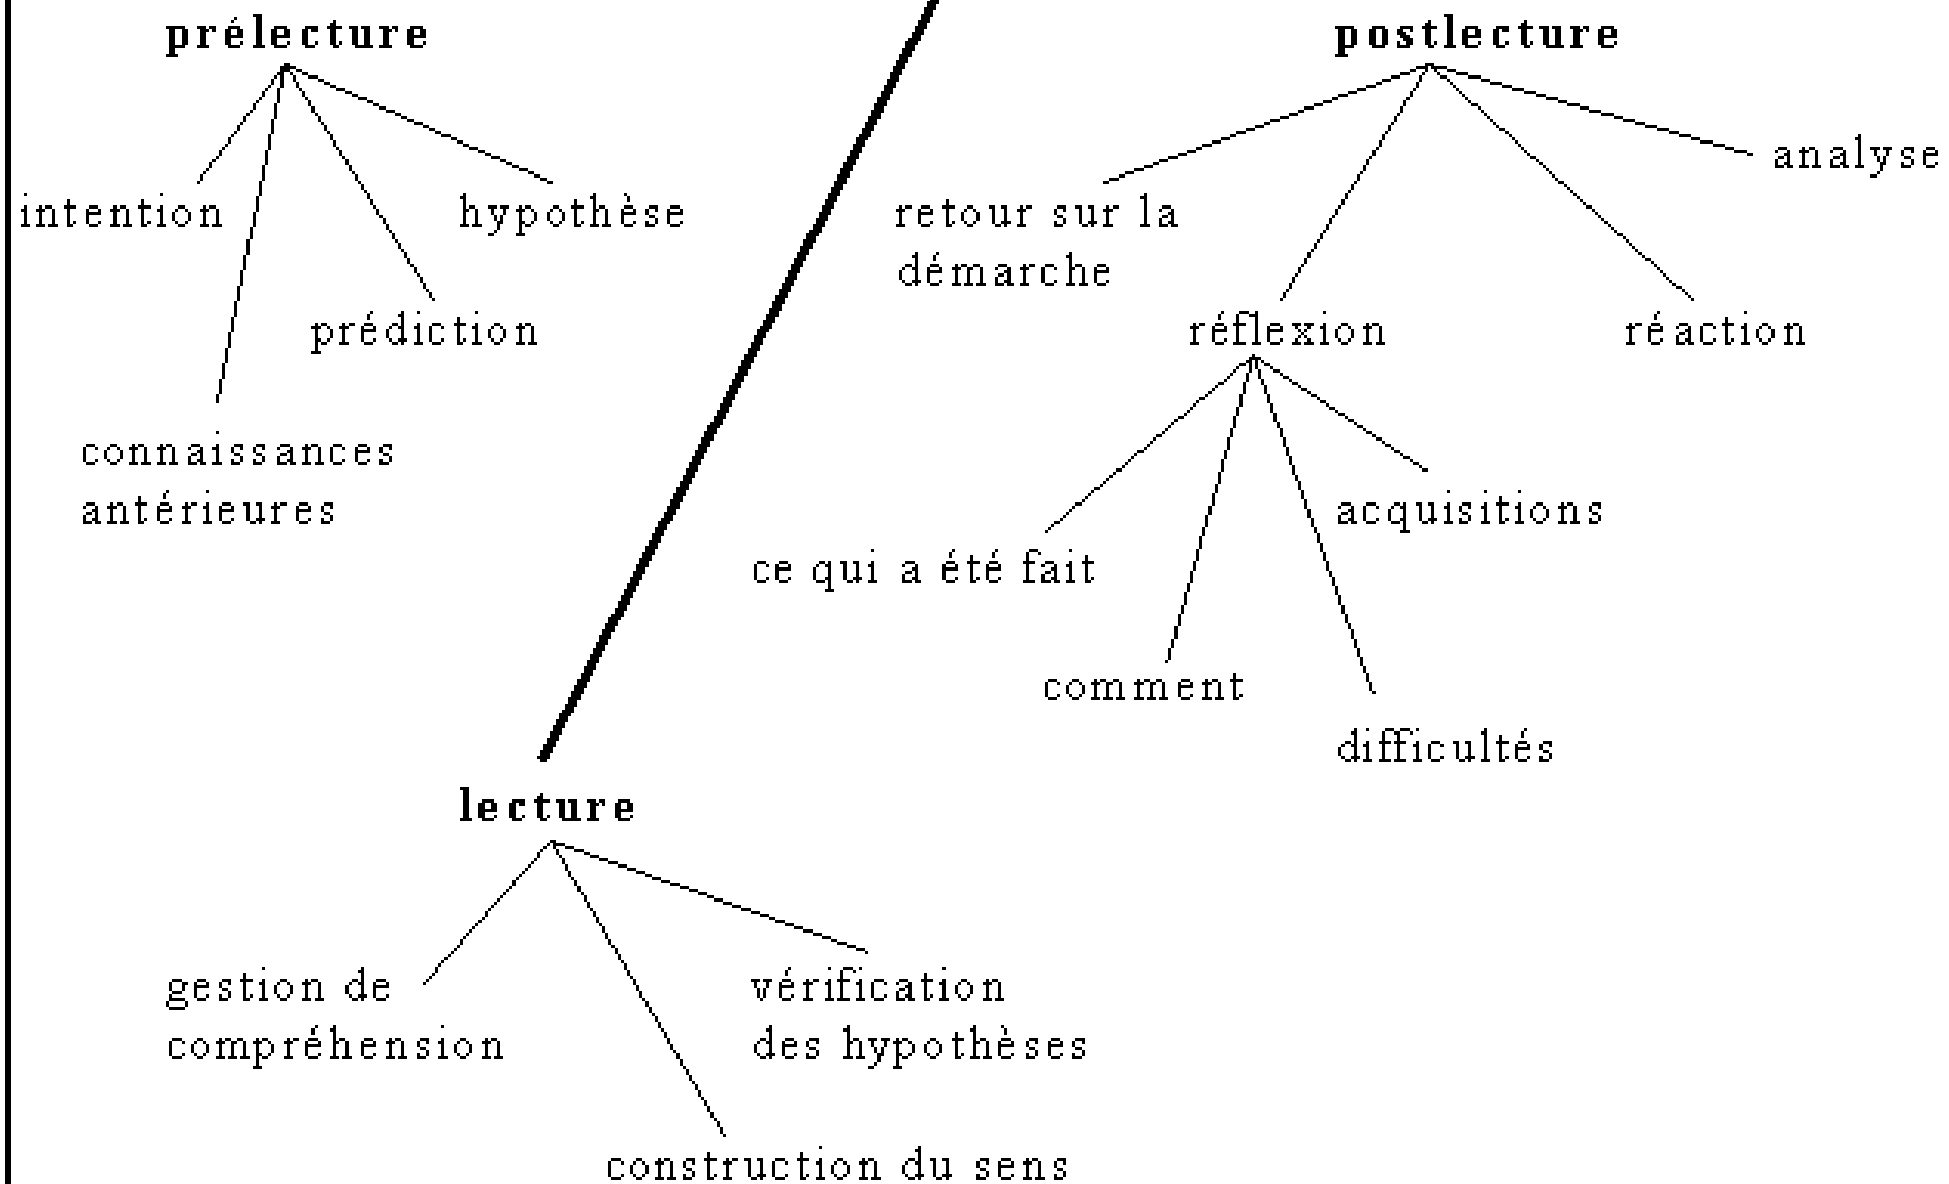 prélecture
intention
hypothèse
prédiction
connaissances
antérieures
postlecture
analyse
retour sur la
démarche
réflexion
réaction
acquisitions
ce qui a été fait
comment
difficultés
lecture
gestion de
compréhension
vérification
des hypothèses
construction du sens